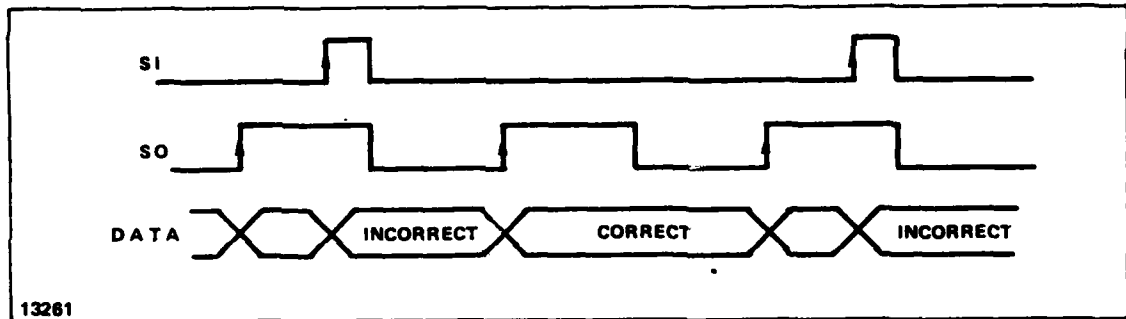 SI
SO
DATA INCORRECT CORRECT INCORRECT
13261